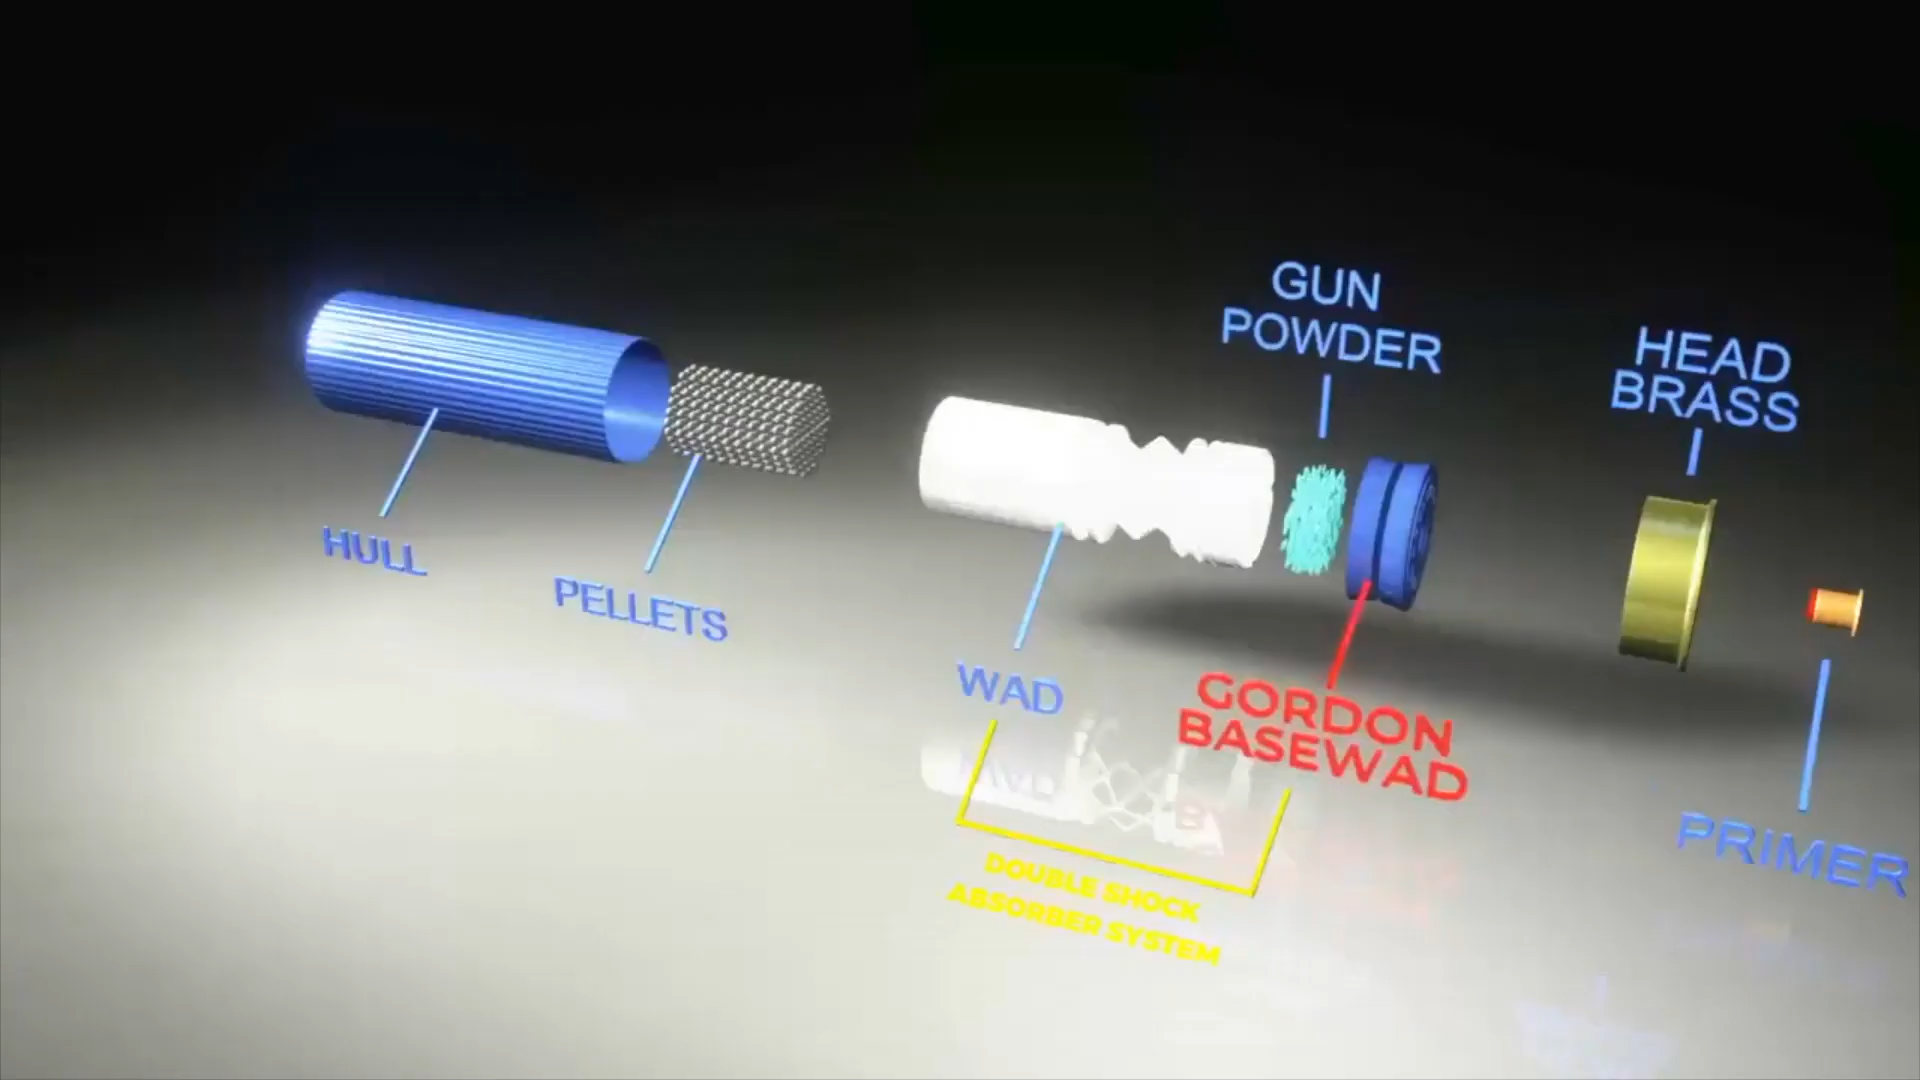 GUN
POWDER
HEAD
BRASS
HULL
PELLETS
WAD
GORDON
BASEWAD
PRIMER
DOUBLE SHOCK
ABSORBER SYSTEM